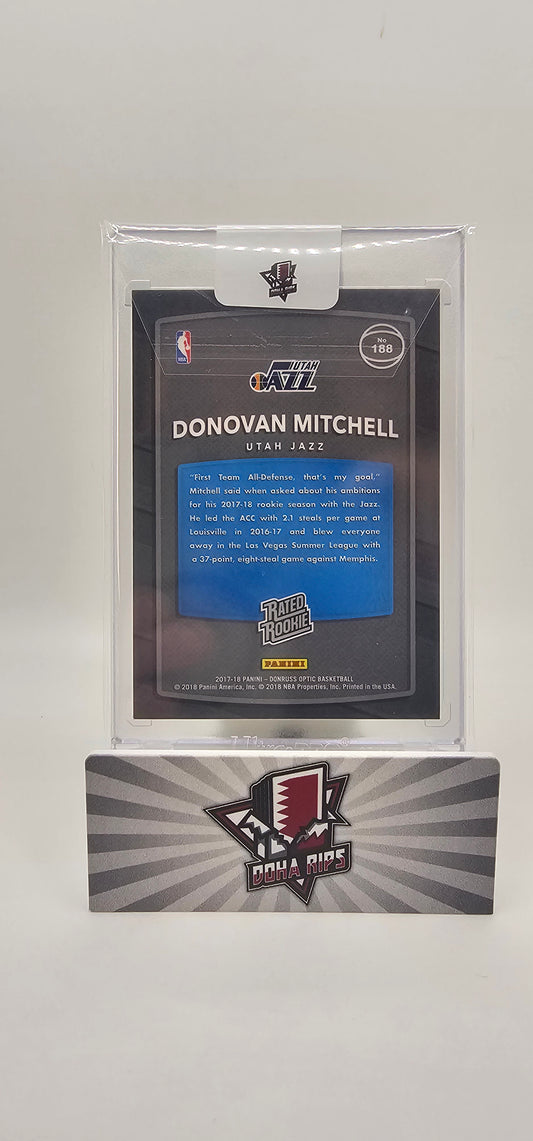 DOHA RIPS
No
188
NBA
UTAH
JAZZ
DONOVAN MITCHELL
UTAH JAZZ
“First Team All-Defense, that’s my goal,”
Mitchell said when asked about his ambitions
for his 2017-18 rookie season with the Jazz.
He led the ACC with 2.1 steals per game at
Louisville in 2016-17 and blew everyone
away in the Las Vegas Summer League with
a 37-point, eight-steal game against Memphis.
RATED
ROOKIE
PANINI
2017-18 PANINI – DONRUSS OPTIC BASKETBALL
© 2018 Panini America, Inc. © 2018 NBA Properties, Inc. Printed in the USA.
DOHA RIPS